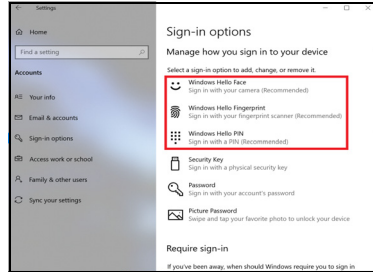 Settings
Home
Find a setting
Accounts
Your info
Email & accounts
Sign-in options
Access work or school
Family & other users
Sync your settings
Sign-in options
Manage how you sign in to your device
Select a sign-in option to add, change, or remove it.
Windows Hello Face
Sign in with your camera (Recommended)
Windows Hello Fingerprint
Sign in with your fingerprint scanner (Recommended)
Windows Hello PIN
Sign in with a PIN (Recommended)
Security Key
Sign in with a physical security key
Password
Sign in with your account's password
Picture Password
Swipe and tap your favorite photo to unlock your device
Require sign-in
If you've been away, when should Windows require you to sign in